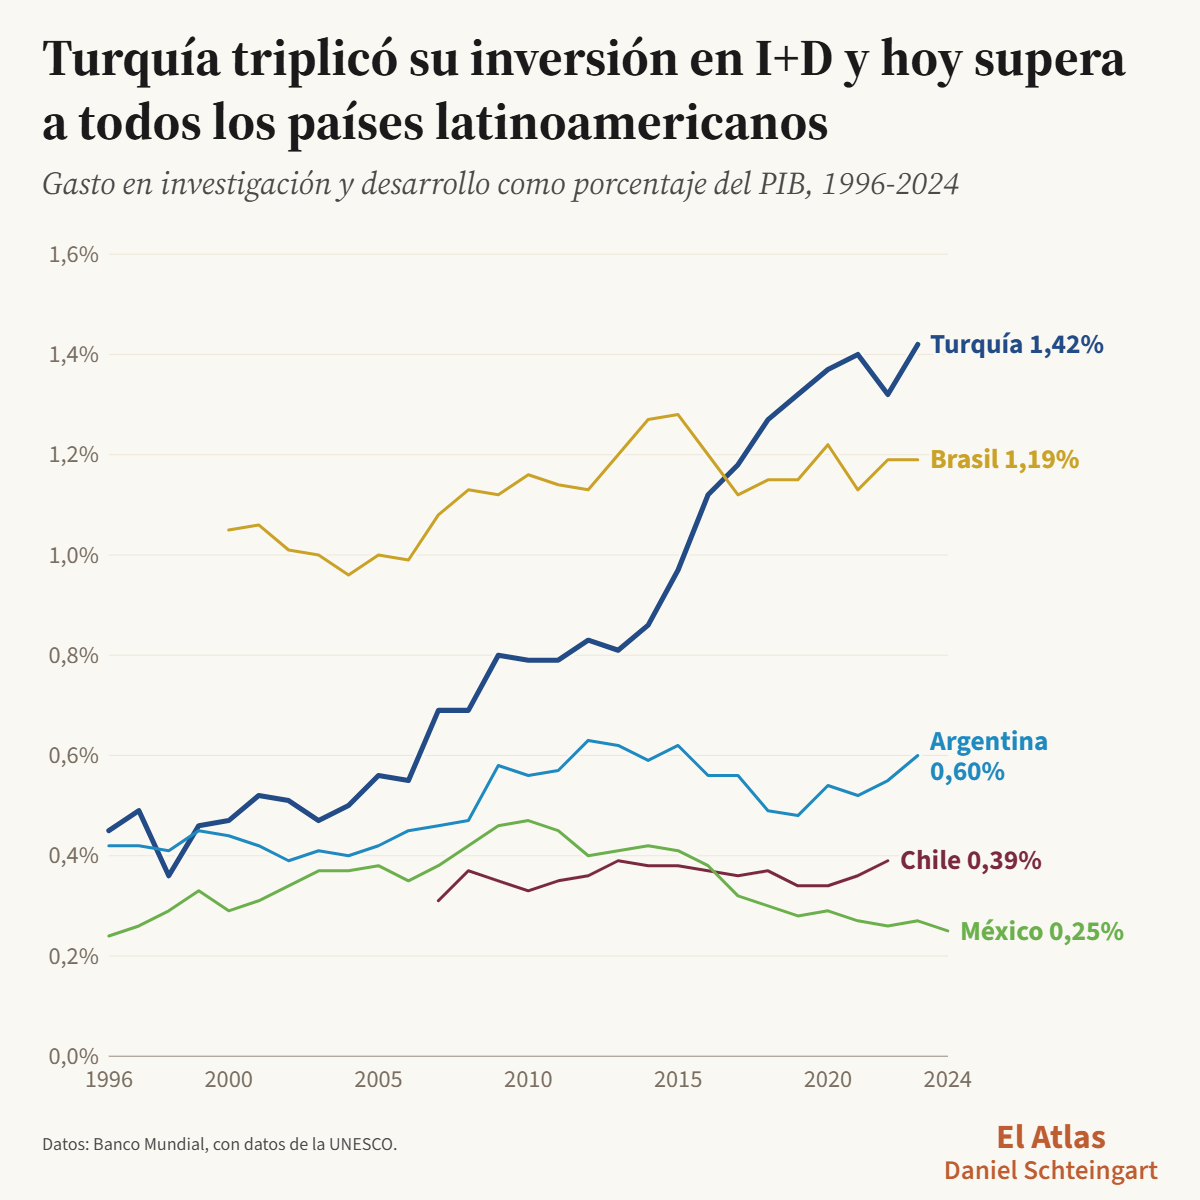 Turquía triplicó su inversión en I+D y hoy supera
a todos los países latinoamericanos
Gasto en investigación y desarrollo como porcentaje del PIB, 1996-2024
1,6%
1,4%
1,2%
1,0%
0,8%
0,6%
0,4%
0,2%
0,0%
Turquía 1,42%
Brasil 1,19%
Argentina
0,60%
Chile 0,39%
México 0,25%
1996 2000 2005 2010 2015 2020 2024
Datos: Banco Mundial, con datos de la UNESCO.
El Atlas
Daniel Schteingart